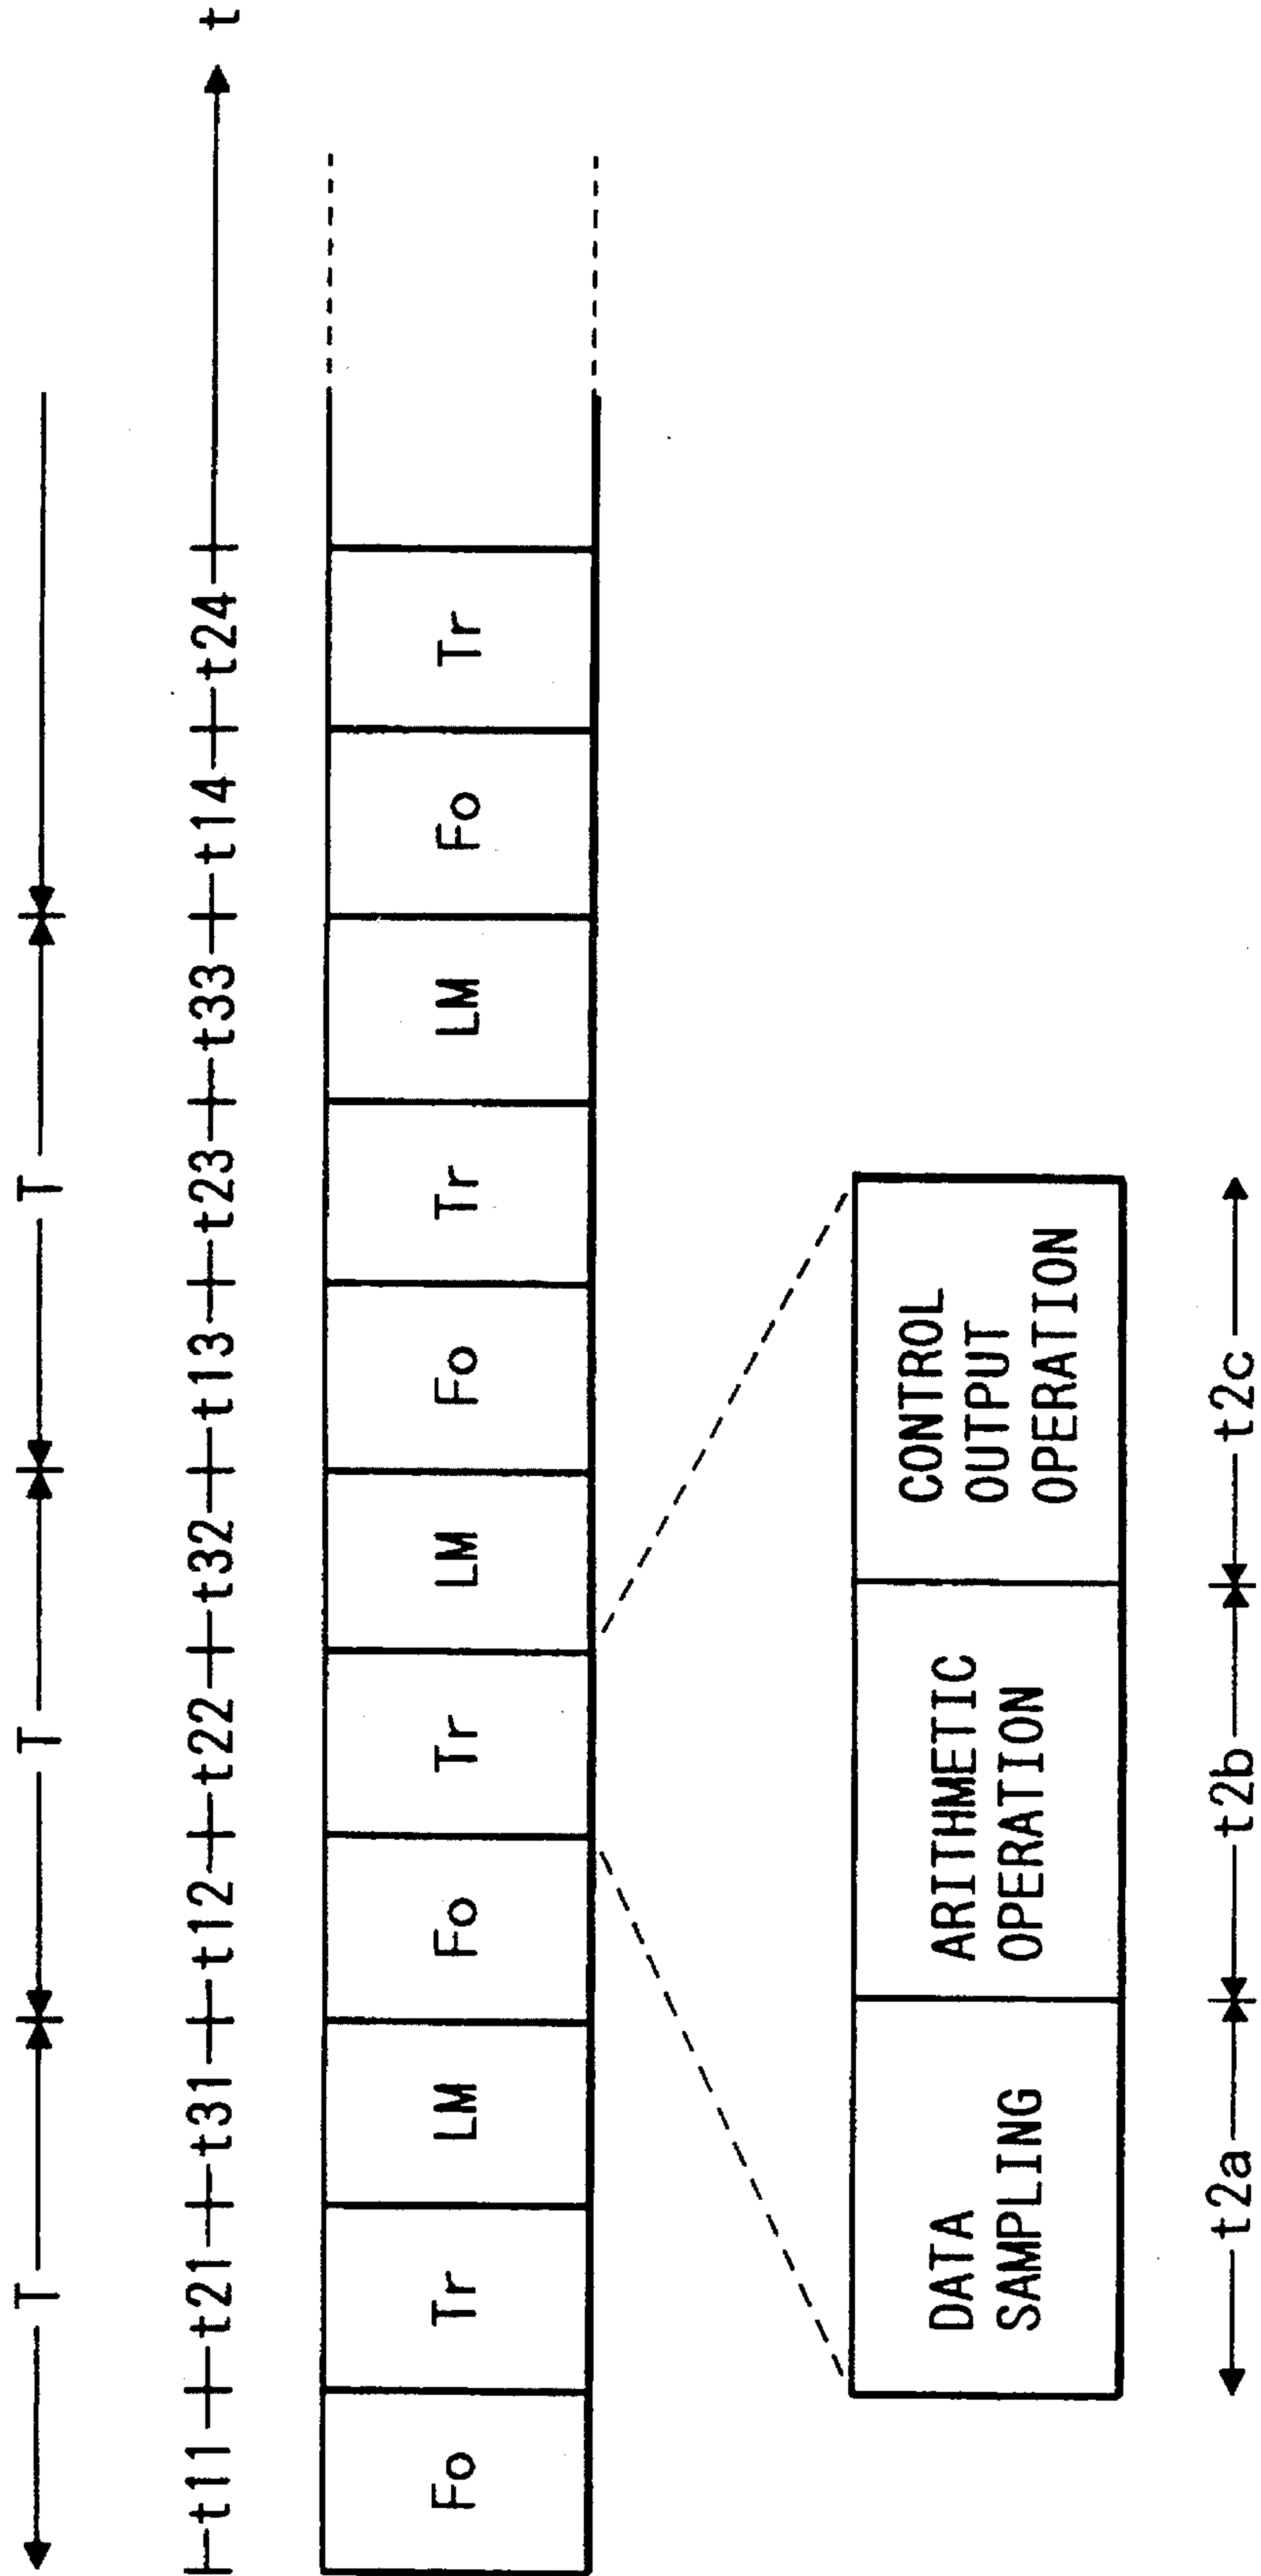 T T T
t11 t21 t31 t12 t22 t32 t13 t23 t33 t14 t24 t
Fo Tr LM Fo Tr LM Fo Tr LM Fo Tr
DATA
SAMPLING
ARITHMETIC
OPERATION
CONTROL
OUTPUT
OPERATION
t2a t2b t2c